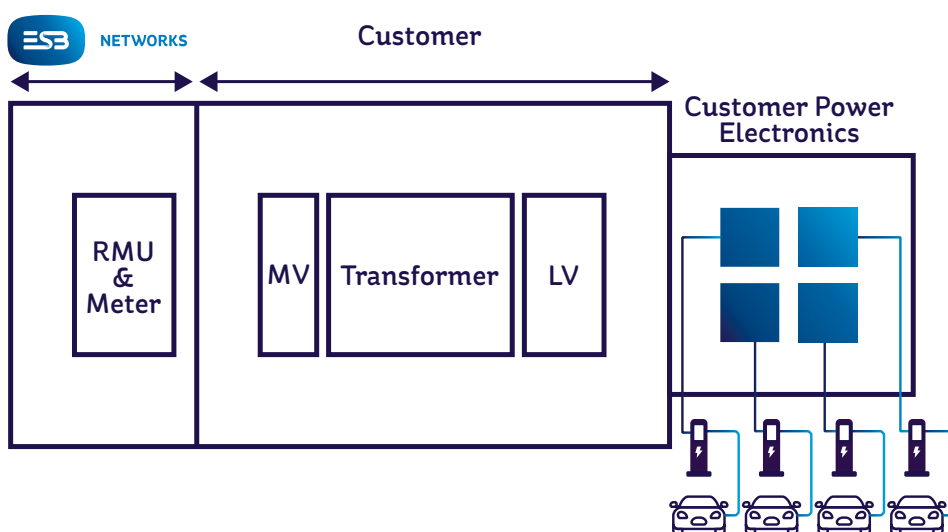 ESB NETWORKS
Customer
Customer Power
Electronics
RMU
&
Meter
MV
Transformer
LV